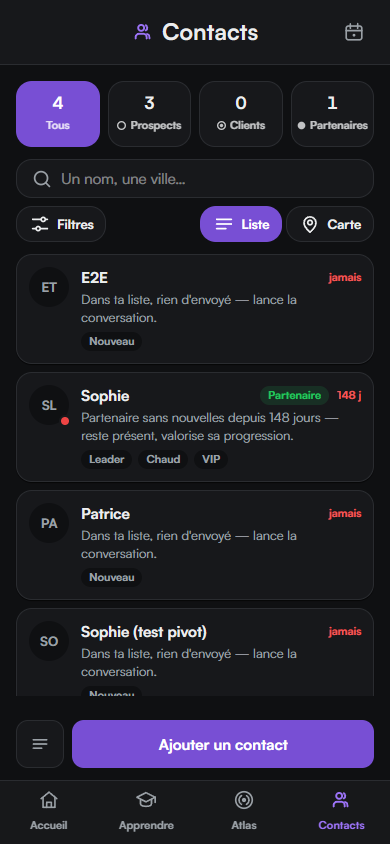 Contacts
4
Tous
3
Prospects
0
Clients
1
Partenaires
Un nom, une ville...
Filtres
Liste
Carte
ET
E2E
jamais
Dans ta liste, rien d'envoyé — lance la
conversation.
Nouveau
SL
Sophie
Partenaire
148 j
Partenaire sans nouvelles depuis 148 jours —
reste présent, valorise sa progression.
Leader
Chaud
VIP
PA
Patrice
jamais
Dans ta liste, rien d'envoyé — lance la
conversation.
Nouveau
SO
Sophie (test pivot)
jamais
Dans ta liste, rien d'envoyé — lance la
conversation.
Nouveau
Ajouter un contact
Accueil
Apprendre
Atlas
Contacts